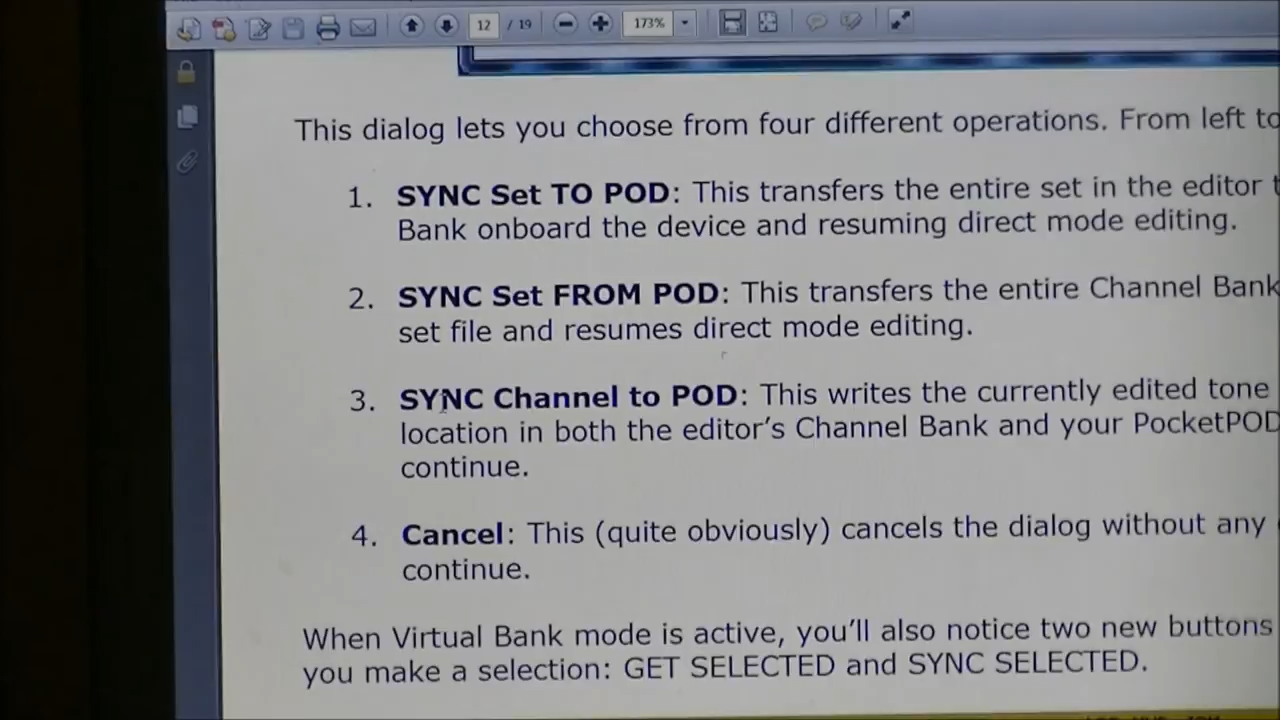 12 / 19 173%
This dialog lets you choose from four different operations. From left to
1. SYNC Set TO POD: This transfers the entire set in the editor
Bank onboard the device and resuming direct mode editing.
2. SYNC Set FROM POD: This transfers the entire Channel Bank
set file and resumes direct mode editing.
3. SYNC Channel to POD: This writes the currently edited tone
location in both the editor's Channel Bank and your PocketPOD
continue.
4. Cancel: This (quite obviously) cancels the dialog without any
continue.
When Virtual Bank mode is active, you'll also notice two new buttons
you make a selection: GET SELECTED and SYNC SELECTED.